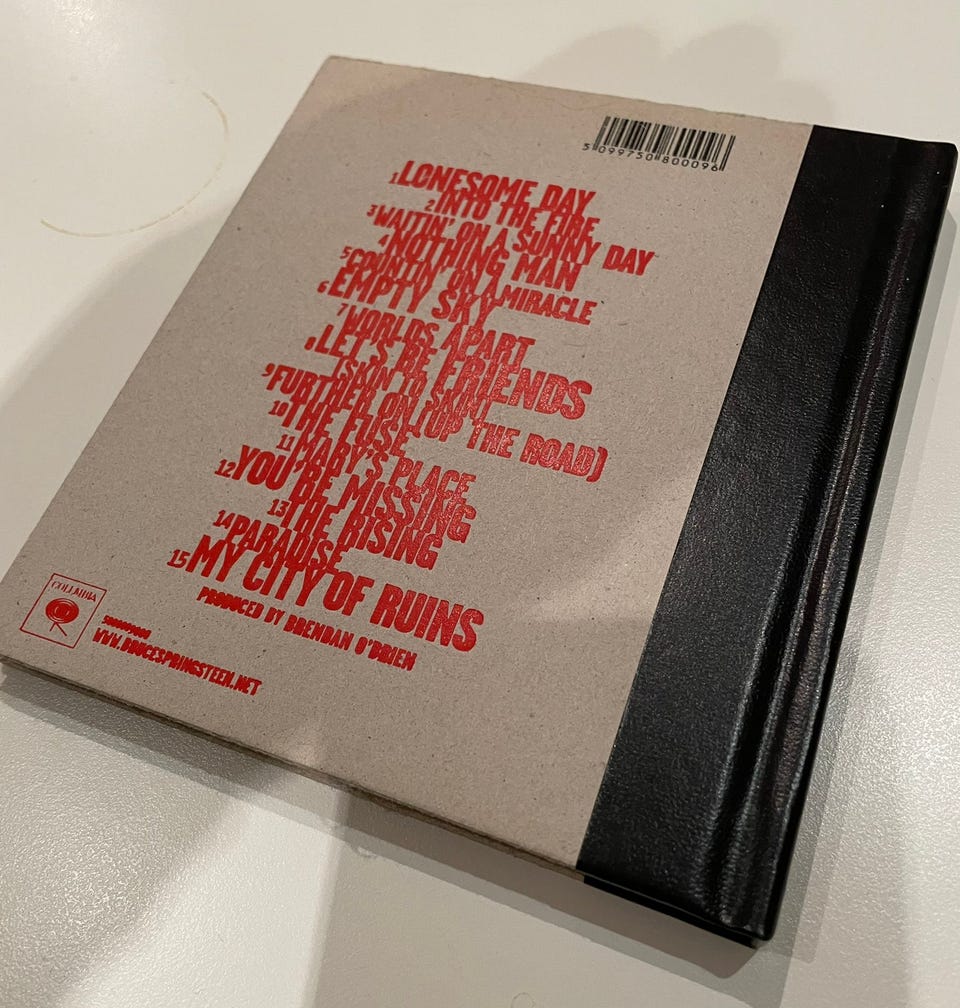 5 099750 800096
1 LONESOME DAY
2 INTO THE FIRE
3 WAITIN' ON A SUNNY DAY
4 NOTHING MAN
5 COUNTIN' ON A MIRACLE
6 EMPTY SKY
7 WORLDS APART
8 LET'S BE FRIENDS
(SKIN TO SKIN)
9 FURTHER ON (UP THE ROAD)
10 THE FUSE
11 MARY'S PLACE
12 YOU'RE MISSING
13 THE RISING
14 PARADISE
15 MY CITY OF RUINS
PRODUCED BY BRENDAN O'BRIEN
COLUMBIA
WWW.BRUCESPRINGSTEEN.NET